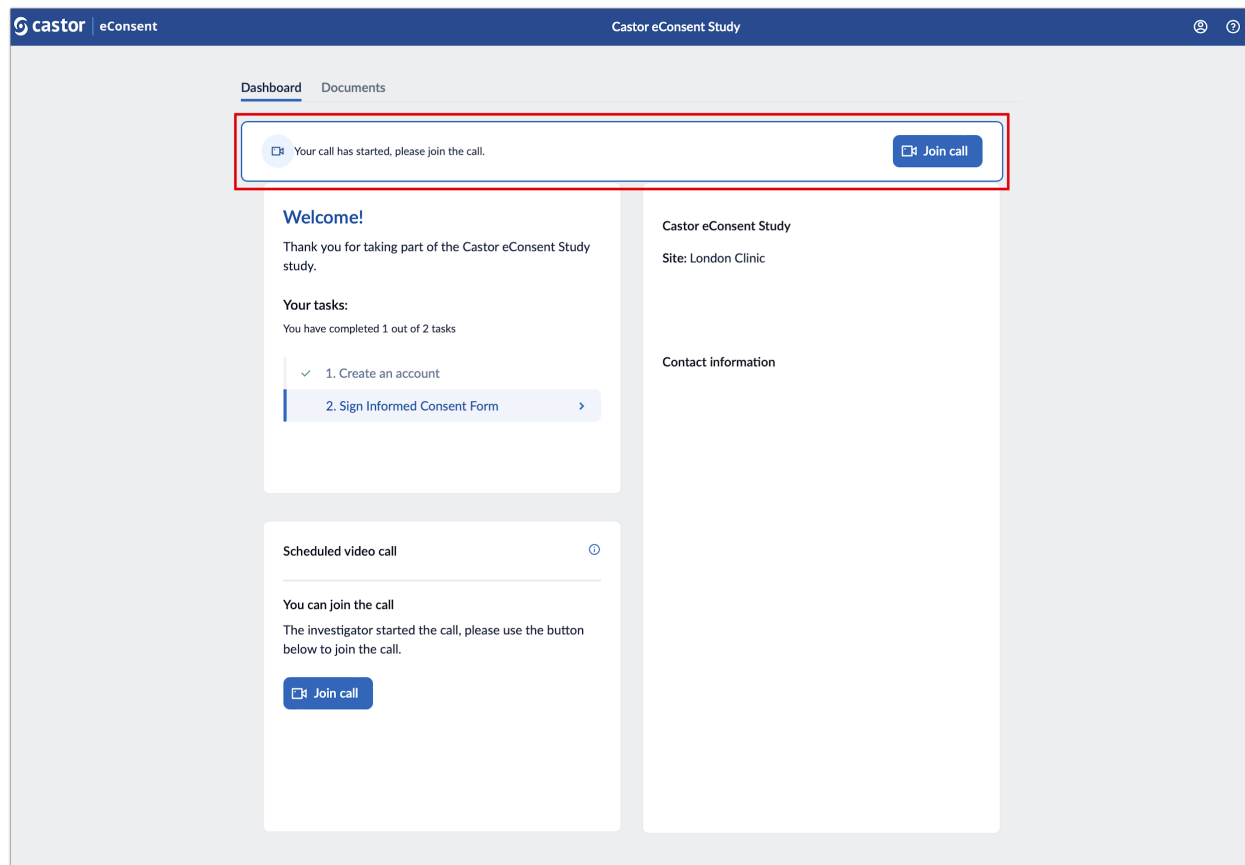 castor eConsent
Castor eConsent Study
Dashboard Documents
Your call has started, please join the call.
Join call
Welcome!
Thank you for taking part of the Castor eConsent Study
study.
Your tasks:
You have completed 1 out of 2 tasks
1. Create an account
2. Sign Informed Consent Form
Castor eConsent Study
Site: London Clinic
Contact information
Scheduled video call
You can join the call
The investigator started the call, please use the button
below to join the call.
Join call